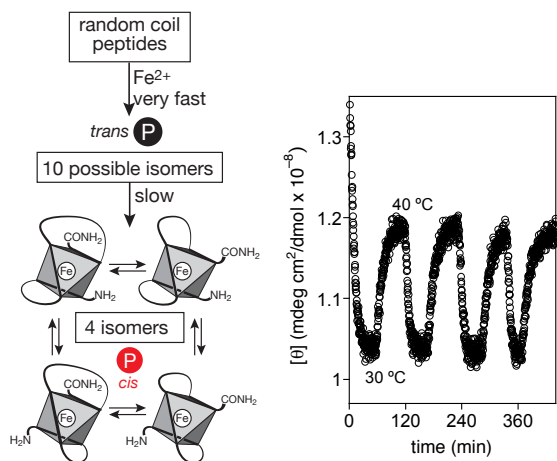 random coil
peptides
Fe²⁺
very fast
trans P
10 possible isomers
slow
CONH₂
Fe
NH₂
CONH₂
Fe
NH₂
4 isomers
P
cis
CONH₂
Fe
H₂N
CONH₂
Fe
H₂N
[θ] (mdeg cm²/dmol x 10⁻⁸)
1.3
1.2
1.1
1
40 ºC
30 ºC
0 120 240 360
time (min)